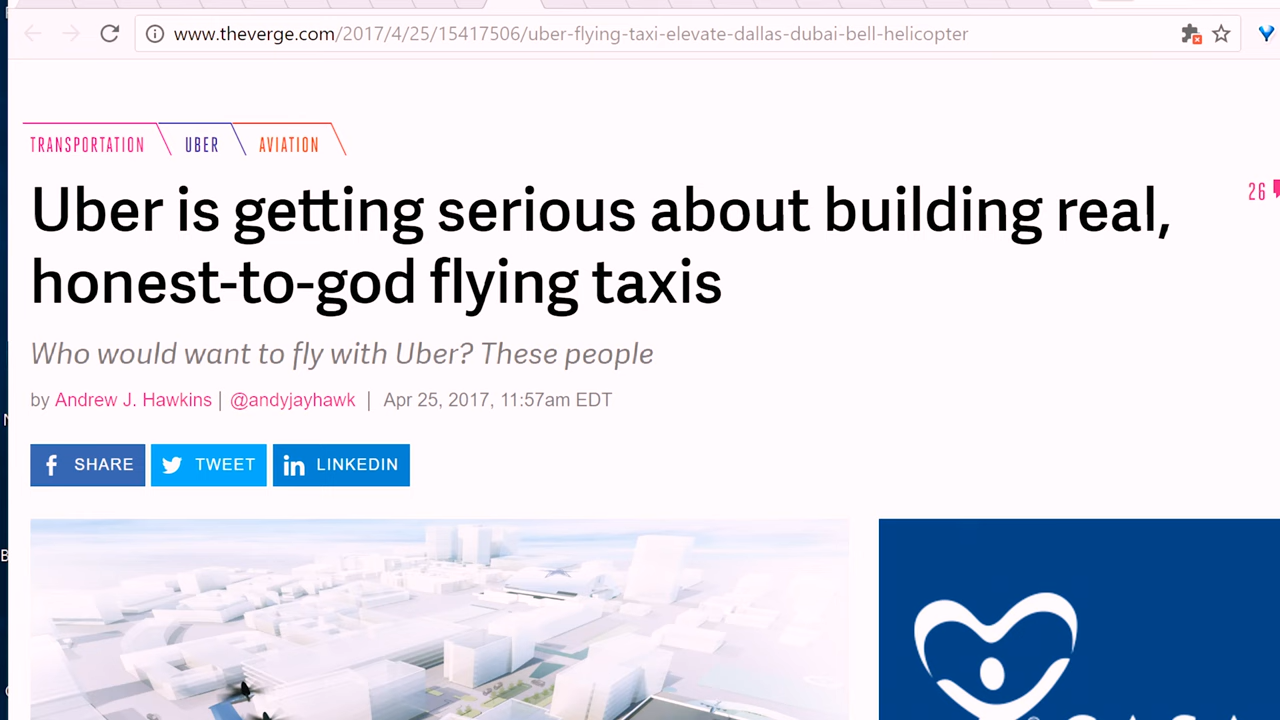 www.theverge.com/2017/4/25/15417506/uber-flying-taxi-elevate-dallas-dubai-bell-helicopter
TRANSPORTATION UBER AVIATION
Uber is getting serious about building real,
honest-to-god flying taxis
26
Who would want to fly with Uber? These people
by Andrew J. Hawkins | @andyjayhawk | Apr 25, 2017, 11:57am EDT
f SHARE TWEET in LINKEDIN